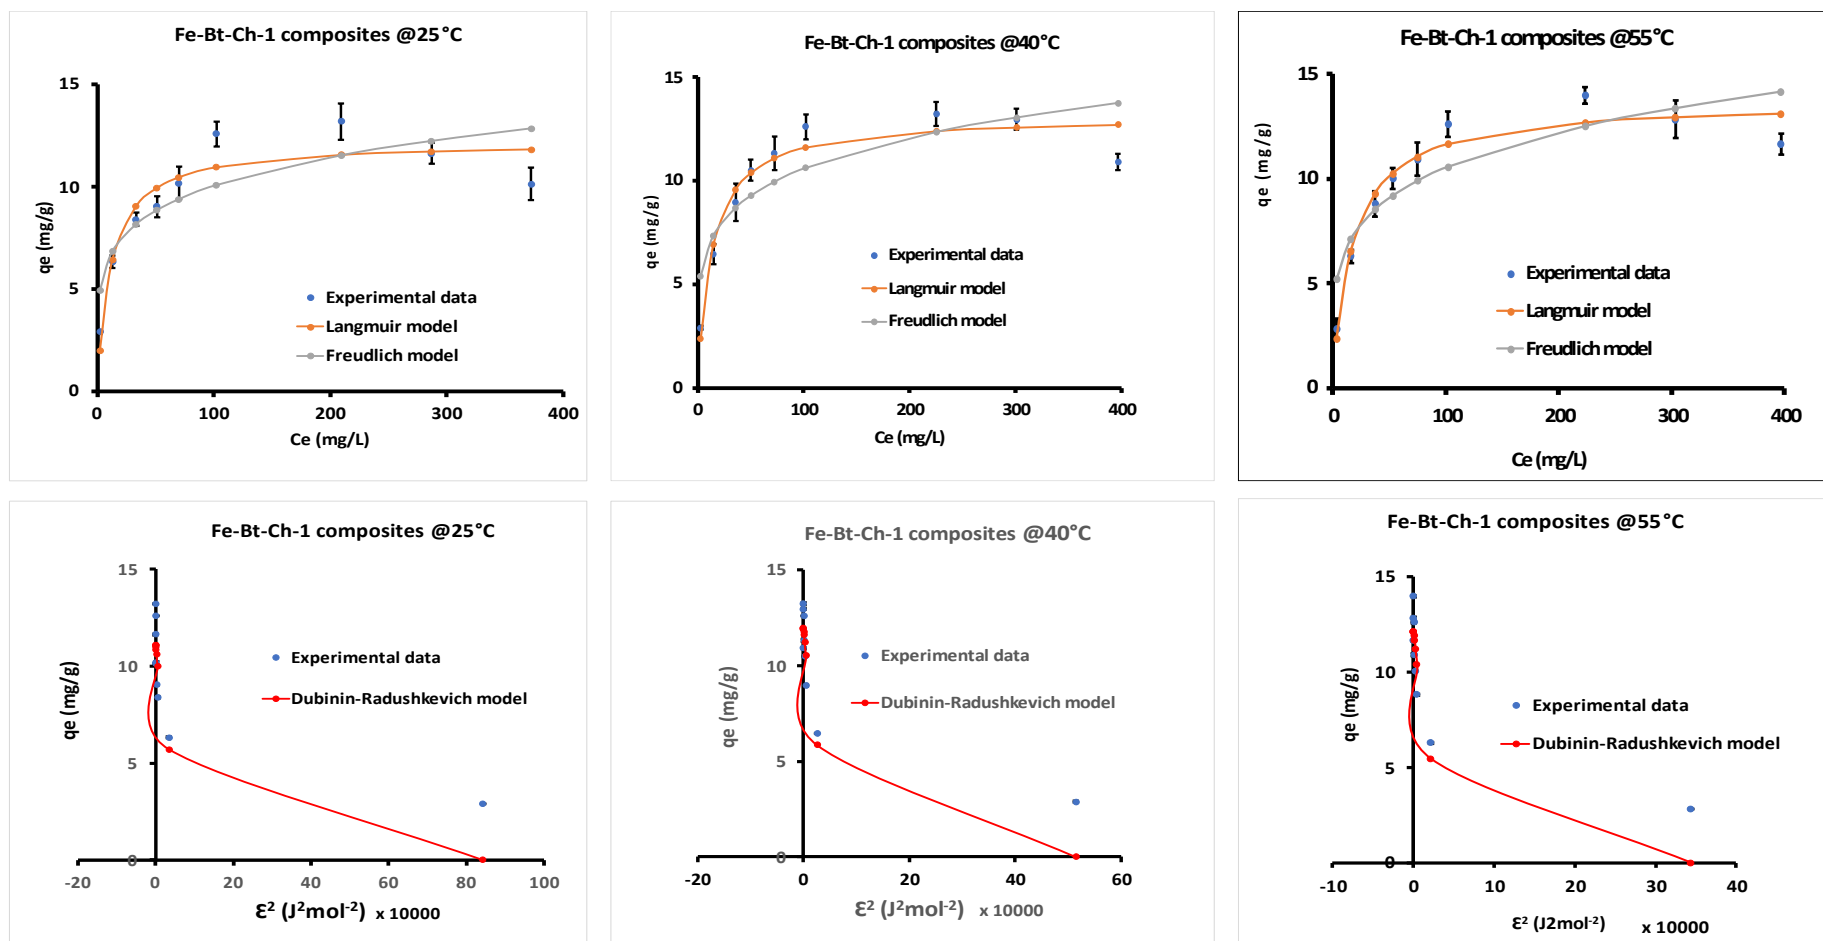 Fe-Bt-Ch-1 composites @25°C
15
10
5
0
0
100
200
300
400
qe (mg/g)
Ce (mg/L)
Experimental data
Langmuir model
Freudlich model
Fe-Bt-Ch-1 composites @40°C
15
10
5
0
0
100
200
300
400
qe (mg/g)
Ce (mg/L)
Experimental data
Langmuir model
Freudlich model
Fe-Bt-Ch-1 composites @55°C
15
10
5
0
0
100
200
300
400
qe (mg/g)
Ce (mg/L)
Experimental data
Langmuir model
Freudlich model
Fe-Bt-Ch-1 composites @25°C
15
10
5
0
-20
0
20
40
60
80
100
qe (mg/g)
Ɛ² (J²mol⁻²) x 10000
Experimental data
Dubinin-Radushkevich model
Fe-Bt-Ch-1 composites @40°C
15
10
5
0
-20
0
20
40
60
qe (mg/g)
Ɛ² (J²mol⁻²) x 10000
Experimental data
Dubinin-Radushkevich model
Fe-Bt-Ch-1 composites @55°C
15
10
5
0
-10
0
10
20
30
40
qe (mg/g)
Ɛ² (J2mol⁻²) x 10000
Experimental data
Dubinin-Radushkevich model